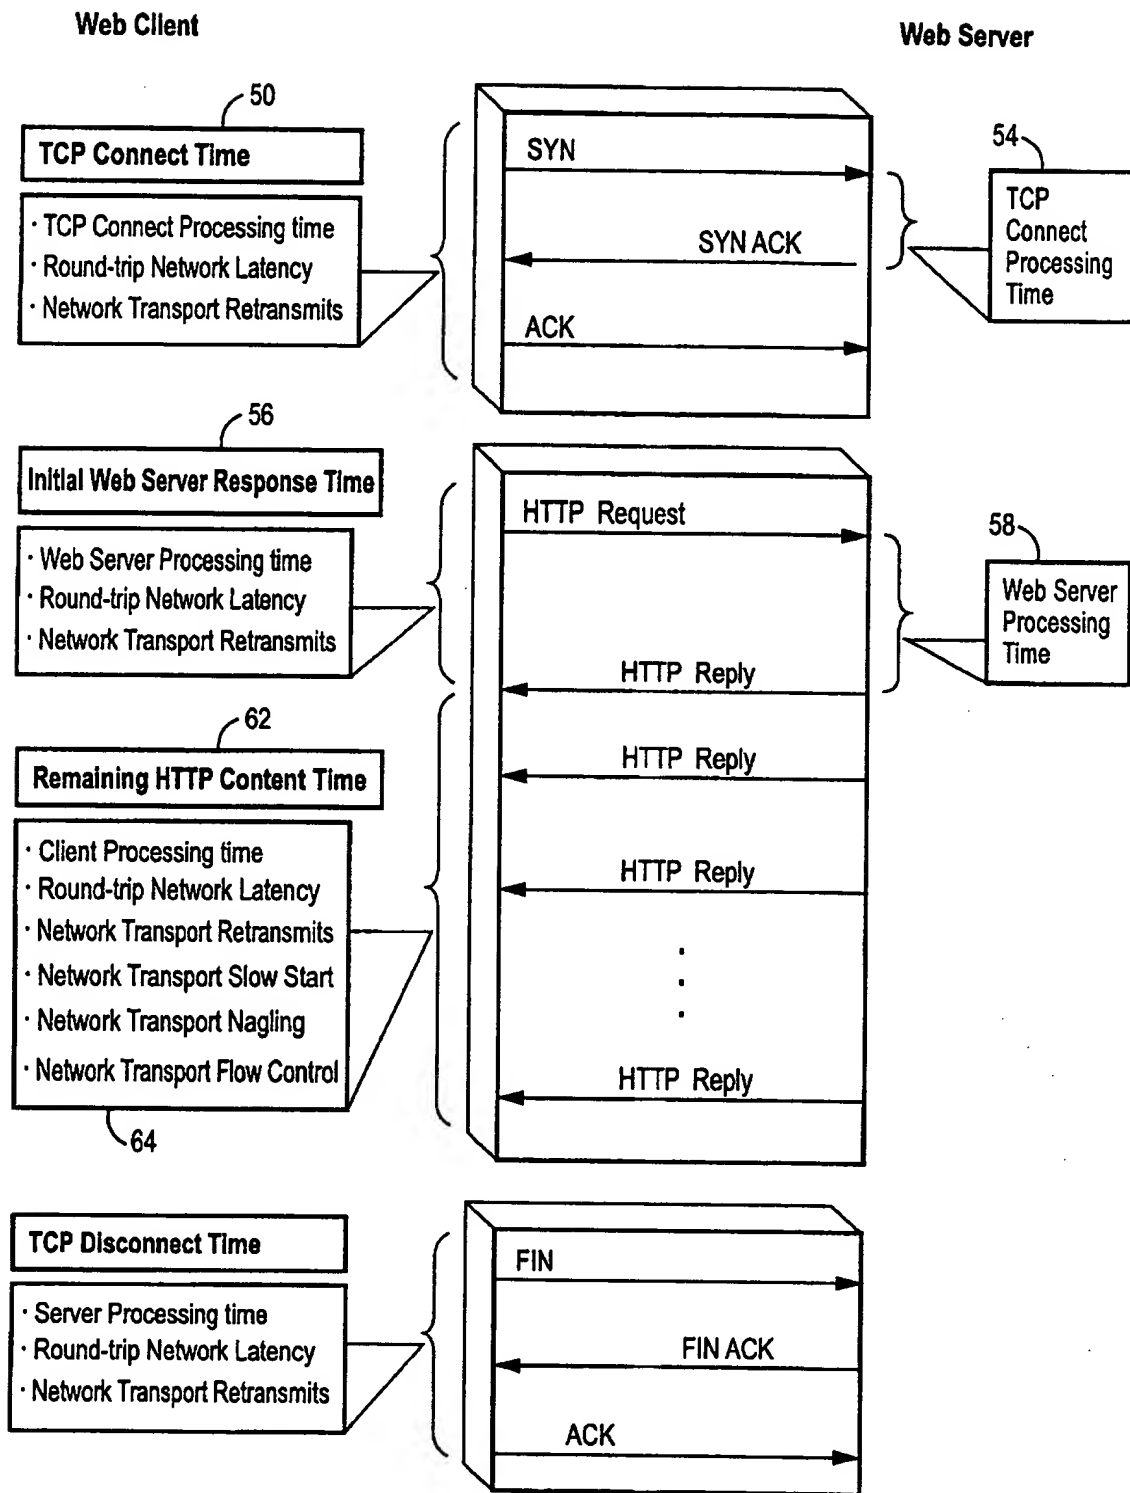 Web Client
Web Server
50
TCP Connect Time
· TCP Connect Processing time
· Round-trip Network Latency
· Network Transport Retransmits
SYN
SYN ACK
ACK
54
TCP
Connect
Processing
Time
56
Initial Web Server Response Time
· Web Server Processing time
· Round-trip Network Latency
· Network Transport Retransmits
HTTP Request
HTTP Reply
58
Web Server
Processing
Time
62
Remaining HTTP Content Time
· Client Processing time
· Round-trip Network Latency
· Network Transport Retransmits
· Network Transport Slow Start
· Network Transport Nagling
· Network Transport Flow Control
64
HTTP Reply
HTTP Reply
HTTP Reply
TCP Disconnect Time
· Server Processing time
· Round-trip Network Latency
· Network Transport Retransmits
FIN
FIN ACK
ACK